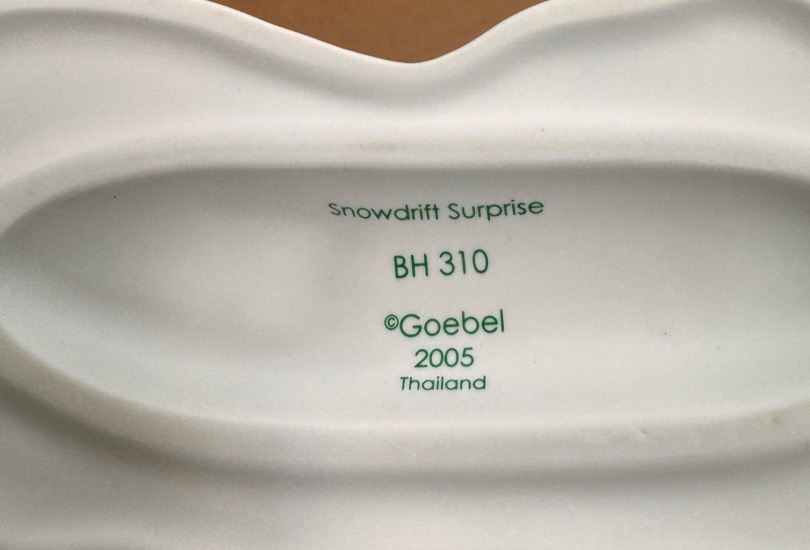 Snowdrift Surprise
BH 310
©Goebel
2005
Thailand